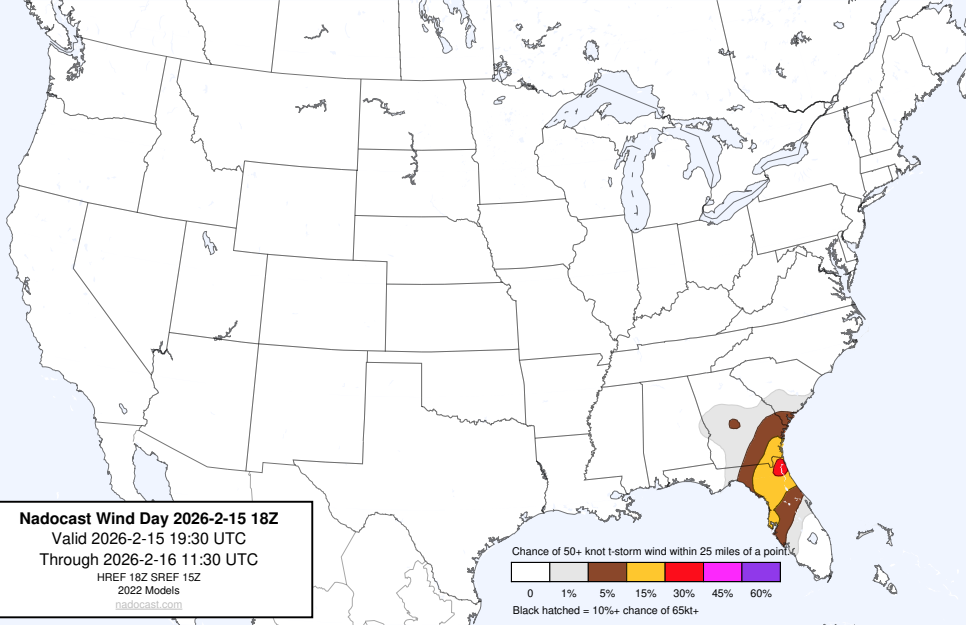 Nadocast Wind Day 2026-2-15 18Z
Valid 2026-2-15 19:30 UTC
Through 2026-2-16 11:30 UTC
HREF 18Z SREF 15Z
2022 Models
nadocast.com
Chance of 50+ knot t-storm wind within 25 miles of a point.
0 1% 5% 15% 30% 45% 60%
Black hatched = 10%+ chance of 65kt+